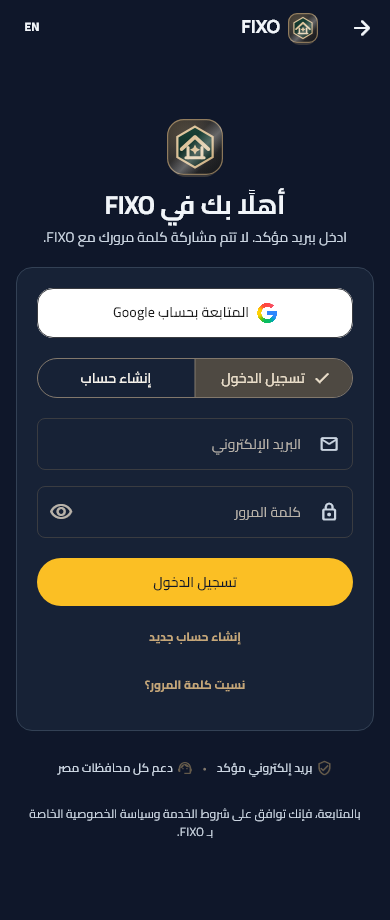 FIXO
EN
أهلًا بك في FIXO
ادخل ببريد مؤكد. لا تتم مشاركة كلمة مرورك مع FIXO.
المتابعة بحساب Google
تسجيل الدخول
إنشاء حساب
البريد الإلكتروني
كلمة المرور
تسجيل الدخول
إنشاء حساب جديد
نسيت كلمة المرور؟
بريد إلكتروني مؤكد • دعم كل محافظات مصر
بالمتابعة، فإنك توافق على شروط الخدمة وسياسة الخصوصية الخاصة
بـ FIXO.